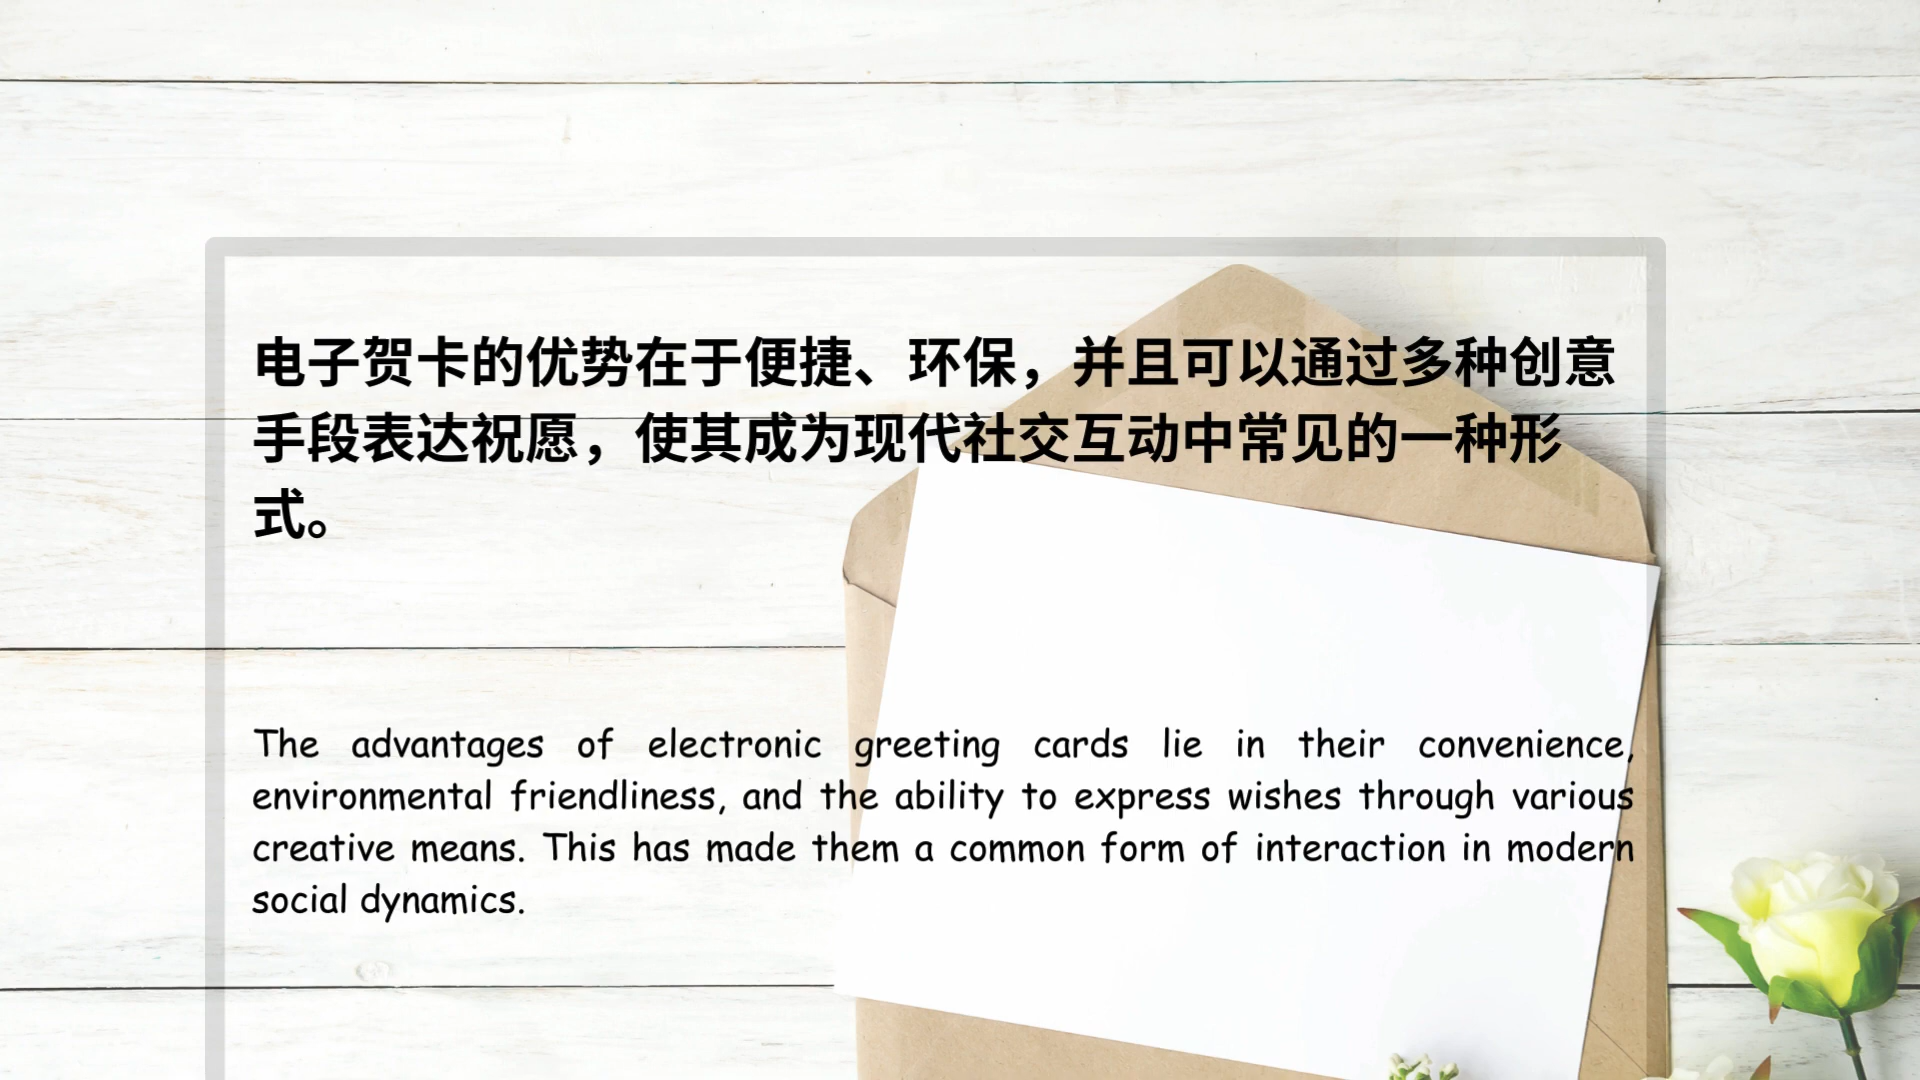 电子贺卡的优势在于便捷、环保，并且可以通过多种创意
手段表达祝愿，使其成为现代社交互动中常见的一种形
式。
The advantages of electronic greeting cards lie in their convenience,
environmental friendliness, and the ability to express wishes through various
creative means. This has made them a common form of interaction in modern
social dynamics.